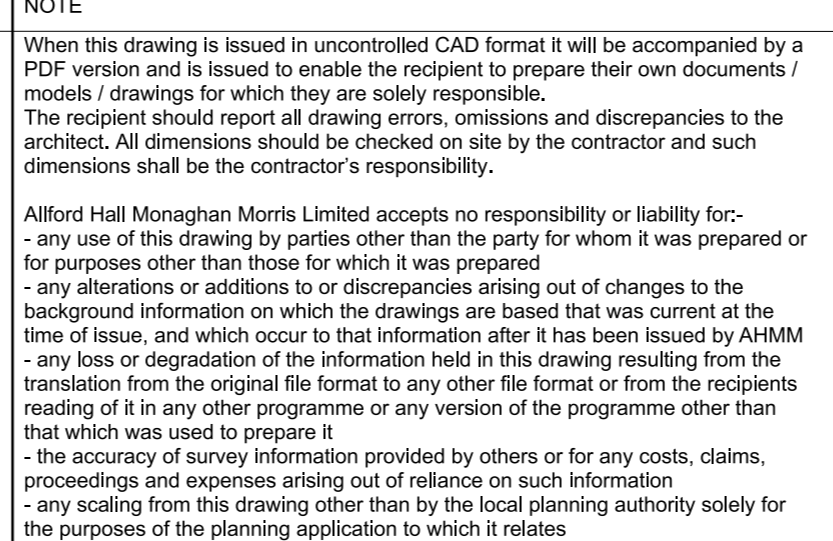 NOTE
When this drawing is issued in uncontrolled CAD format it will be accompanied by a
PDF version and is issued to enable the recipient to prepare their own documents /
models / drawings for which they are solely responsible.
The recipient should report all drawing errors, omissions and discrepancies to the
architect. All dimensions should be checked on site by the contractor and such
dimensions shall be the contractor's responsibility.
Allford Hall Monaghan Morris Limited accepts no responsibility or liability for:-
- any use of this drawing by parties other than the party for whom it was prepared or
for purposes other than those for which it was prepared
- any alterations or additions to or discrepancies arising out of changes to the
background information on which the drawings are based that was current at the
time of issue, and which occur to that information after it has been issued by AHMM
- any loss or degradation of the information held in this drawing resulting from the
translation from the original file format to any other file format or from the recipients
reading of it in any other programme or any version of the programme other than
that which was used to prepare it
- the accuracy of survey information provided by others or for any costs, claims,
proceedings and expenses arising out of reliance on such information
- any scaling from this drawing other than by the local planning authority solely for
the purposes of the planning application to which it relates